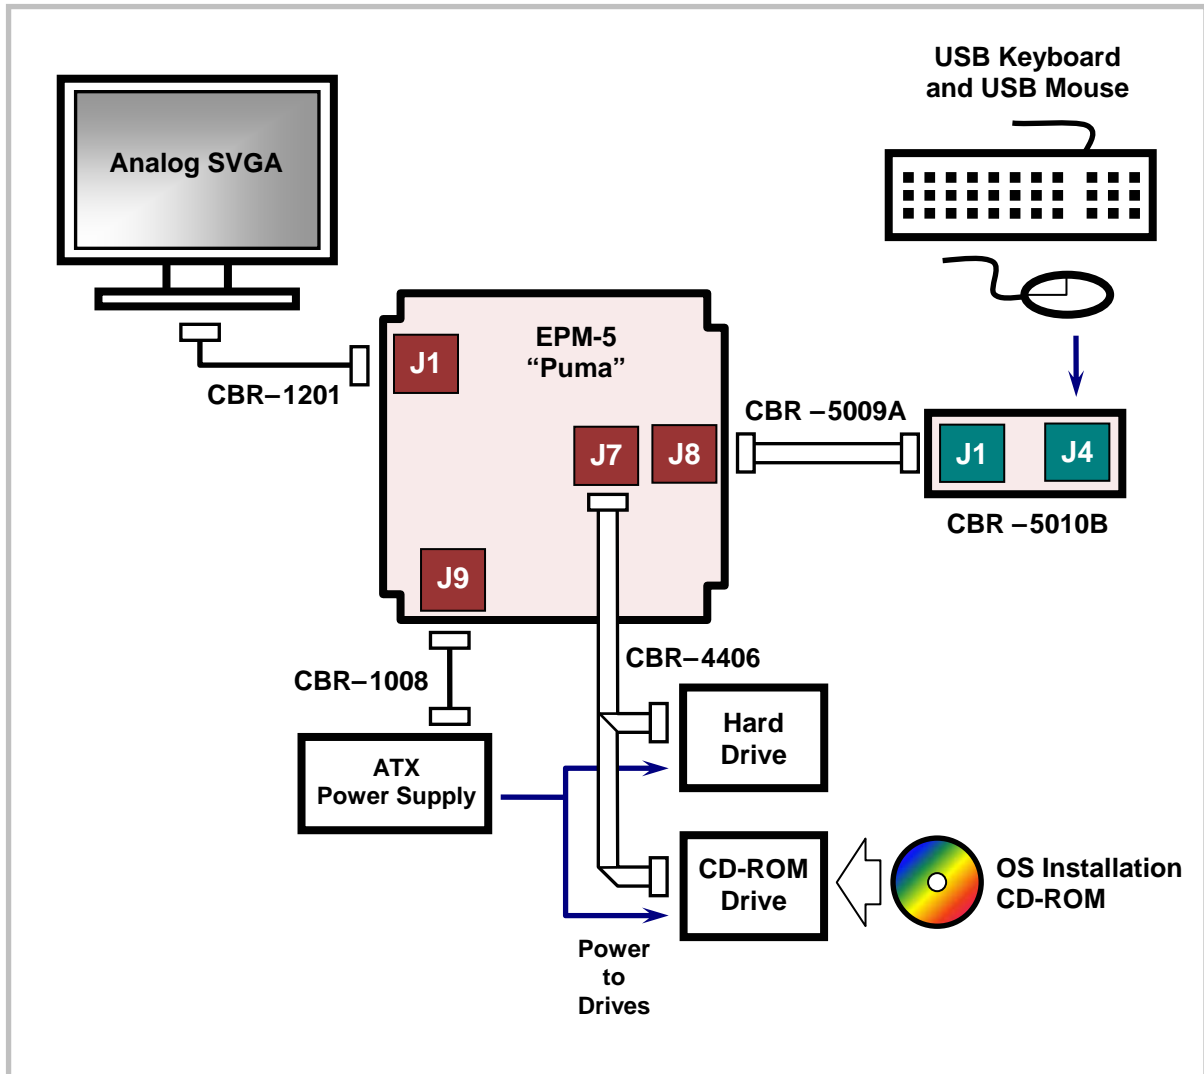 USB Keyboard
and USB Mouse
Analog SVGA
EPM-5
“Puma”
J1
CBR–1201
CBR –5009A
J7
J8
J1
J4
CBR –5010B
J9
CBR–4406
CBR–1008
Hard
Drive
ATX
Power Supply
CD-ROM
Drive
OS Installation
CD-ROM
Power
to
Drives